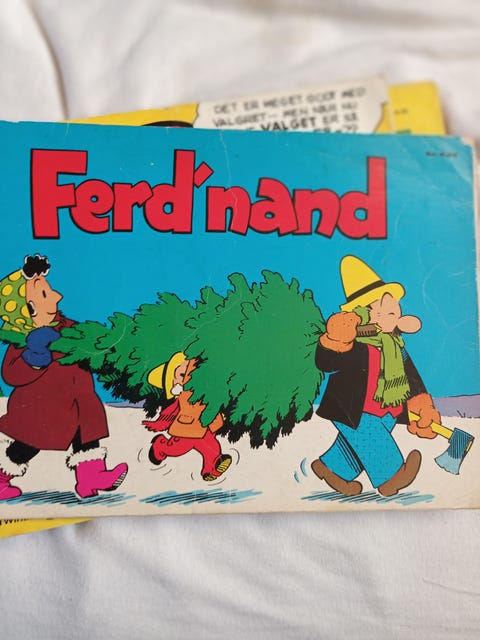 DET ER MEGET GODT MED
VALGRET — MEN NÅR NU
VALGET ER SÅ
Ferd'nand